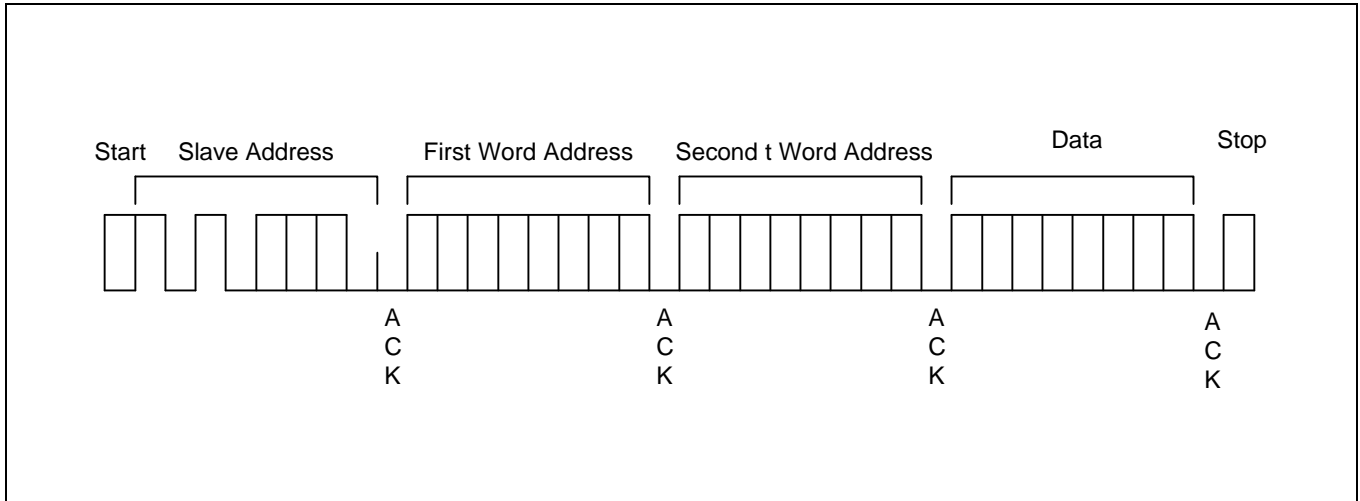 Start Slave Address First Word Address Second t Word Address Data Stop
A A A A
C C C C
K K K K